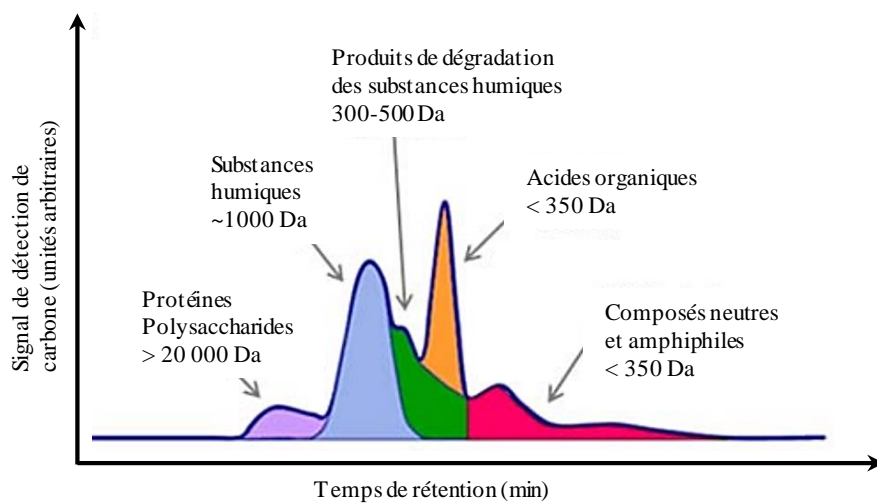 Produits de dégradation
des substances humiques
300-500 Da
Substances
humiques
~1000 Da
Acides organiques
< 350 Da
Protéines
Polysaccharides
> 20 000 Da
Composés neutres
et amphiphiles
< 350 Da
Signal de détection de
carbone (unités arbitraires)
Temps de rétention (min)